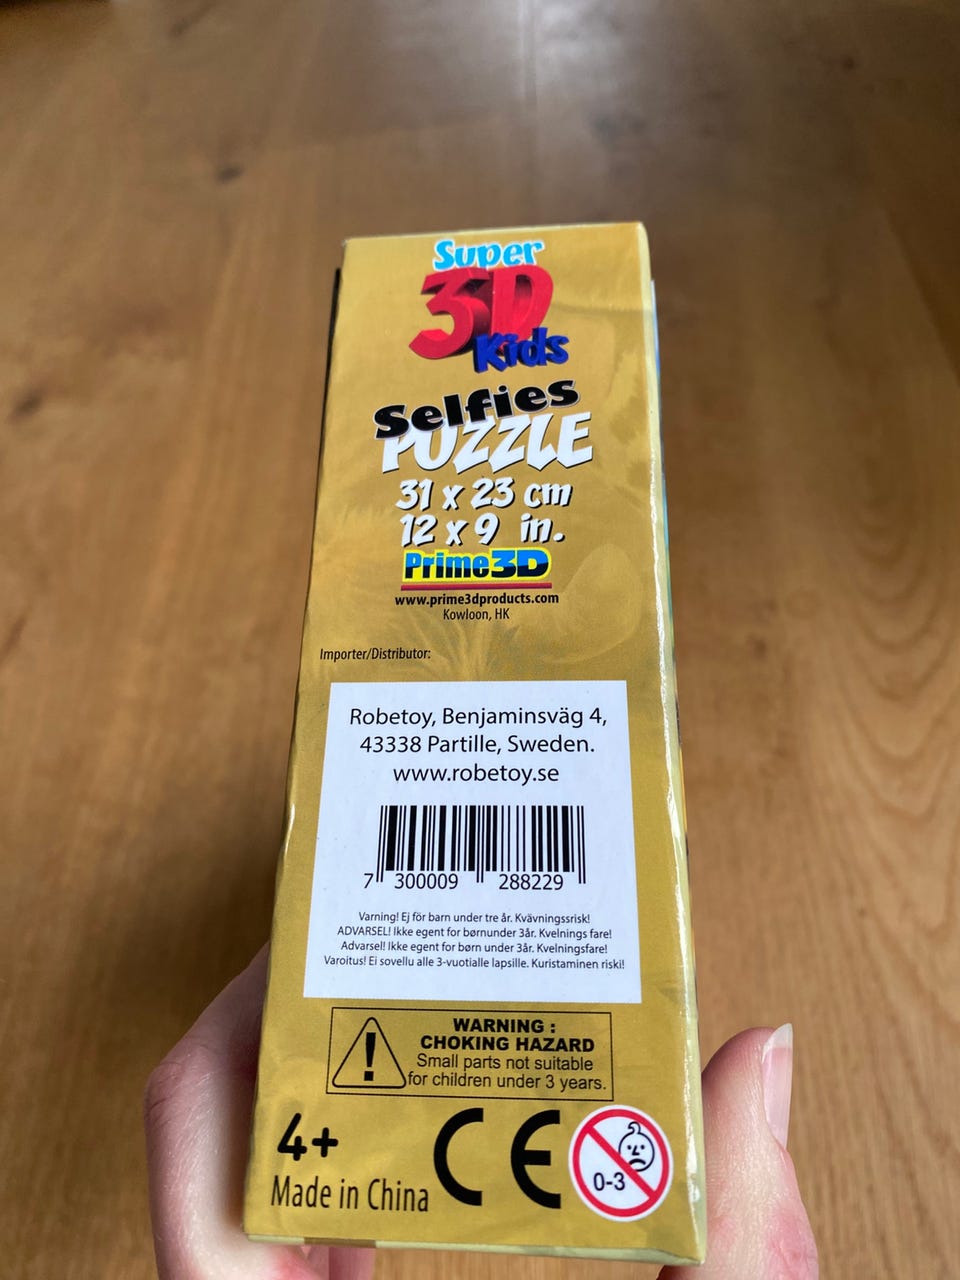 Super
3D
Kids
Selfies
PUZZLE
31 x 23 cm
12 x 9 in.
Prime3D
www.prime3dproducts.com
Kowloon, HK
Importer/Distributor:
Robetoy, Benjaminsväg 4,
43338 Partille, Sweden.
www.robetoy.se
7 300009 288229
Varning! Ej för barn under tre år. Kvävningsrisk!
ADVARSEL! Ikke egent for børnunder 3år. Kvelnings fare!
Advarsel! Ikke egent for børn under 3år. Kvelningsfare!
Varoitus! Ei sovellu alle 3-vuotialle lapsille. Kuristaminen riski!
WARNING :
CHOKING HAZARD
Small parts not suitable
for children under 3 years.
4+
Made in China
CE
0-3